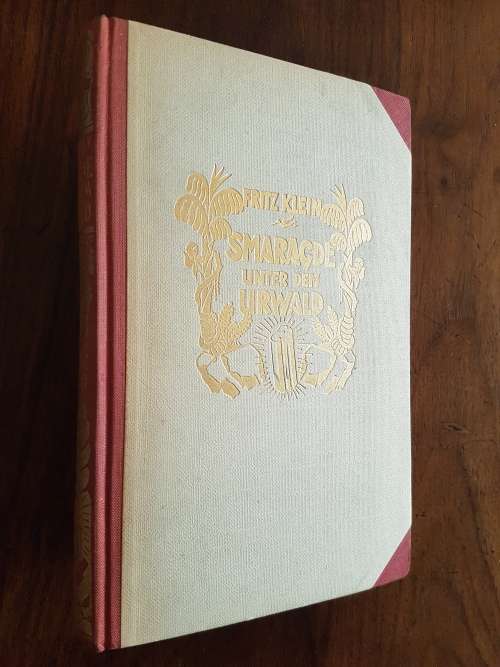 FRITZ KLEIN
SMARAGDE
UNTER DEM
URWALD